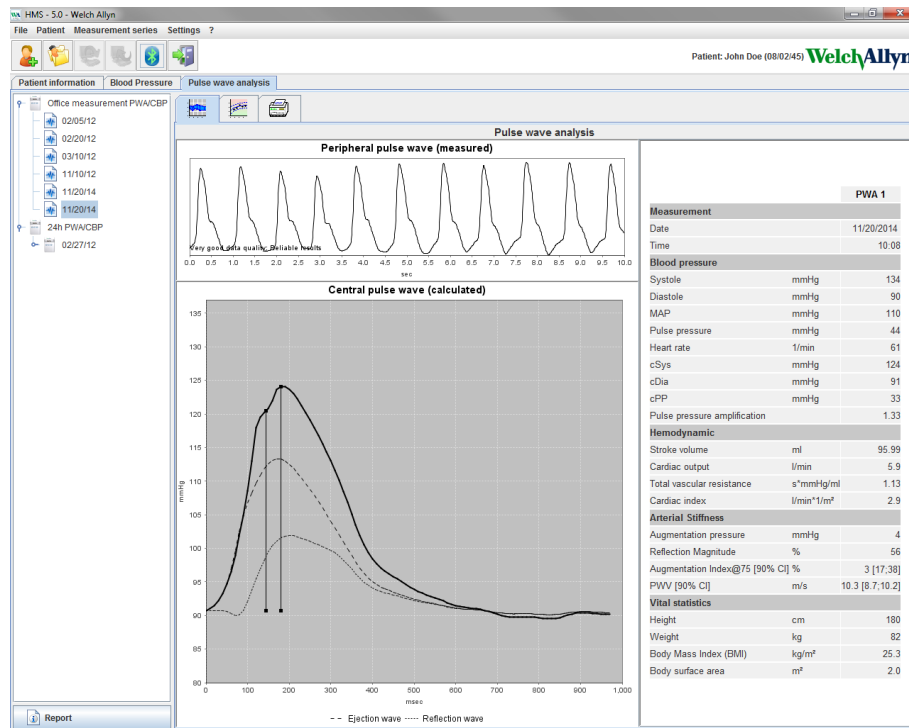 WA HMS - 5.0 - Welch Allyn
File Patient Measurement series Settings ?
Patient: John Doe (08/02/45) WelchAllyn
Patient information Blood Pressure Pulse wave analysis
Office measurement PWA/CBP
02/05/12
02/20/12
03/10/12
11/10/12
11/20/14
11/20/14
24h PWA/CBP
02/27/12
Report
Pulse wave analysis
Peripheral pulse wave (measured)
Very good data quality: Reliable results
0.0 0.5 1.0 1.5 2.0 2.5 3.0 3.5 4.0 4.5 5.0 5.5 6.0 6.5 7.0 7.5 8.0 8.5 9.0 9.5 10.0
sec
Central pulse wave (calculated)
135
130
125
120
115
110
105
100
95
90
85
80
mmHg
0 100 200 300 400 500 600 700 800 900 1,000
msec
-- Ejection wave ---- Reflection wave
PWA 1
Measurement
Date 11/20/2014
Time 10:08
Blood pressure
Systole mmHg 134
Diastole mmHg 90
MAP mmHg 110
Pulse pressure mmHg 44
Heart rate 1/min 61
cSys mmHg 124
cDia mmHg 91
cPP mmHg 33
Pulse pressure amplification 1.33
Hemodynamic
Stroke volume ml 95.99
Cardiac output l/min 5.9
Total vascular resistance s*mmHg/ml 1.13
Cardiac index l/min*1/m² 2.9
Arterial Stiffness
Augmentation pressure mmHg 4
Reflection Magnitude % 56
Augmentation Index@75 [90% CI] % 3 [17;38]
PWV [90% CI] m/s 10.3 [8.7;10.2]
Vital statistics
Height cm 180
Weight kg 82
Body Mass Index (BMI) kg/m² 25.3
Body surface area m² 2.0